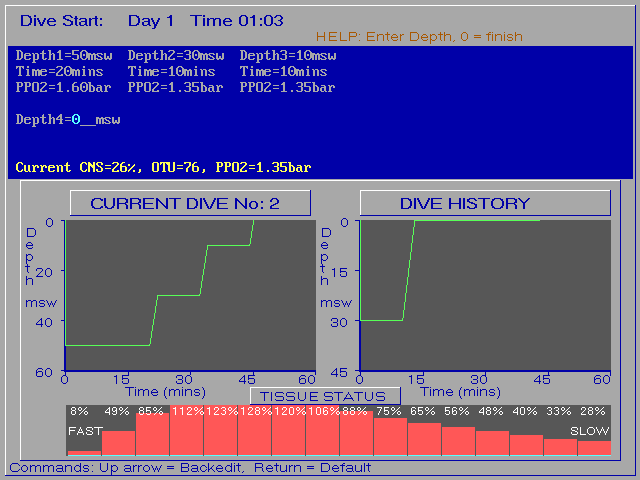 Dive Start: Day 1 Time 01:03
HELP: Enter Depth, 0 = finish
Depth1=50msw Depth2=30msw Depth3=10msw
Time=20mins Time=10mins Time=10mins
PPO2=1.60bar PPO2=1.35bar PPO2=1.35bar
Depth4=0__msw
Current CNS=26%, OTU=76, PPO2=1.35bar
CURRENT DIVE No: 2
DIVE HISTORY
Depth msw
0
20
40
60
0 15 30 45 60
Time (mins)
Depth msw
0
15
30
45
0 15 30 45 60
Time (mins)
TISSUE STATUS
8% 49% 85% 112% 123% 128% 120% 106% 88% 75% 65% 56% 48% 40% 33% 28%
FAST SLOW
Commands: Up arrow = Backedit, Return = Default